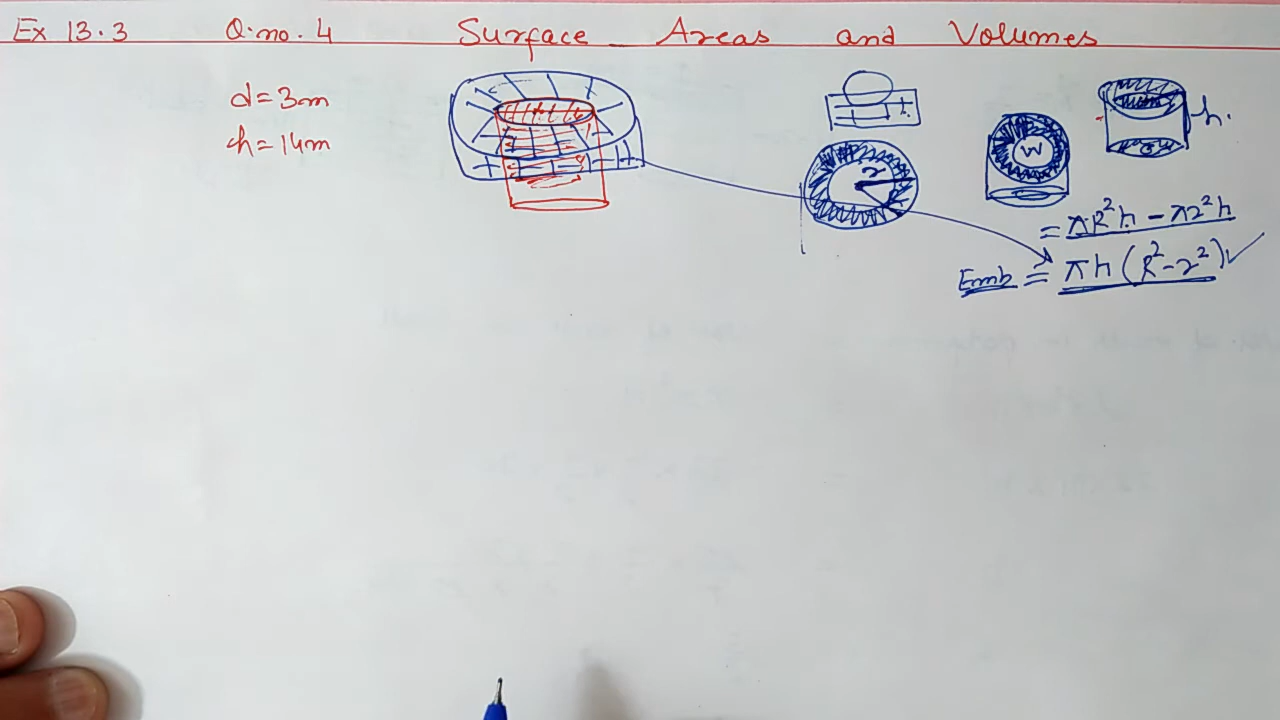 Ex 13.3 Q.no.4 Surface Areas and Volumes
d = 3m
h = 14m
r
W
h.
= πR²h - πr²h
Emb = πh(R²-r²) ✓